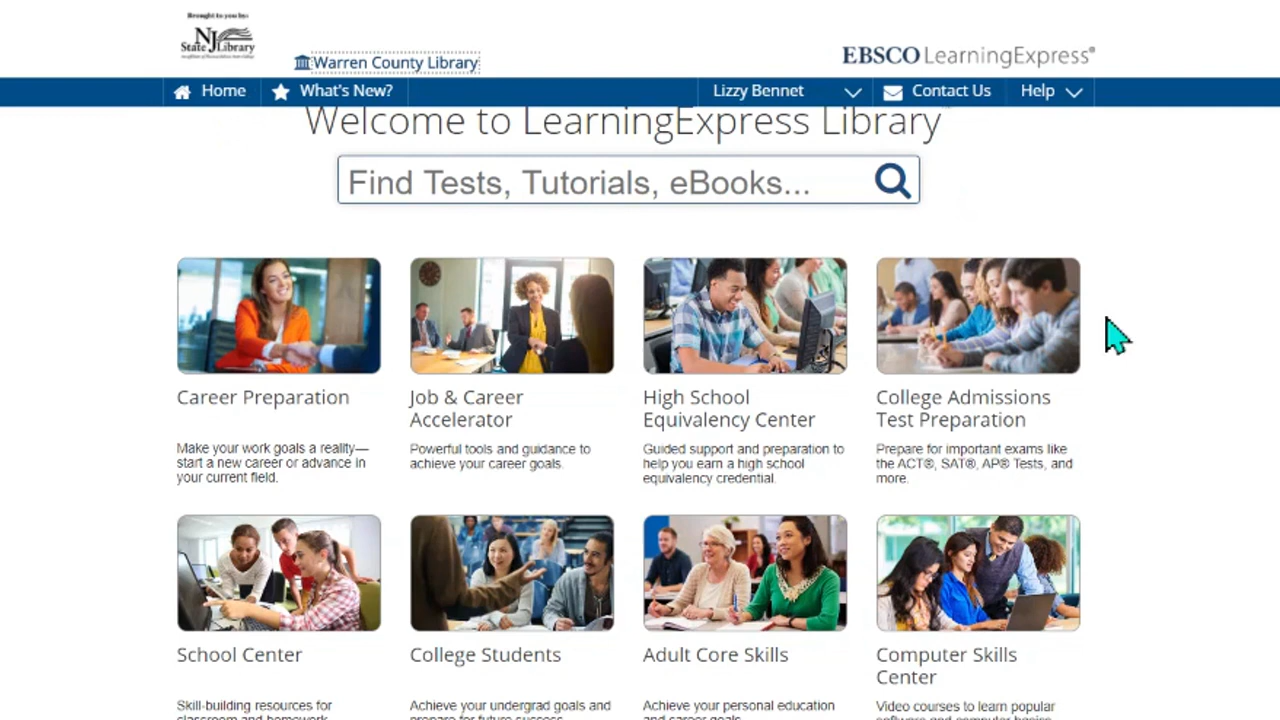 Brought to you by:
NJ
State Library
Warren County Library
EBSCO LearningExpress®
Home
What's New?
Lizzy Bennet
Contact Us
Help
Welcome to LearningExpress Library
Find Tests, Tutorials, eBooks...
Career Preparation
Make your work goals a reality—
start a new career or advance in
your current field.
Job & Career
Accelerator
Powerful tools and guidance to
achieve your career goals.
High School
Equivalency Center
Guided support and preparation to
help you earn a high school
equivalency credential.
College Admissions
Test Preparation
Prepare for important exams like
the ACT®, SAT®, AP® Tests, and
more.
School Center
Skill-building resources for
classroom and homework
College Students
Achieve your undergrad goals and
prepare for future success
Adult Core Skills
Achieve your personal education
and career goals
Computer Skills
Center
Video courses to learn popular
software and computer basics